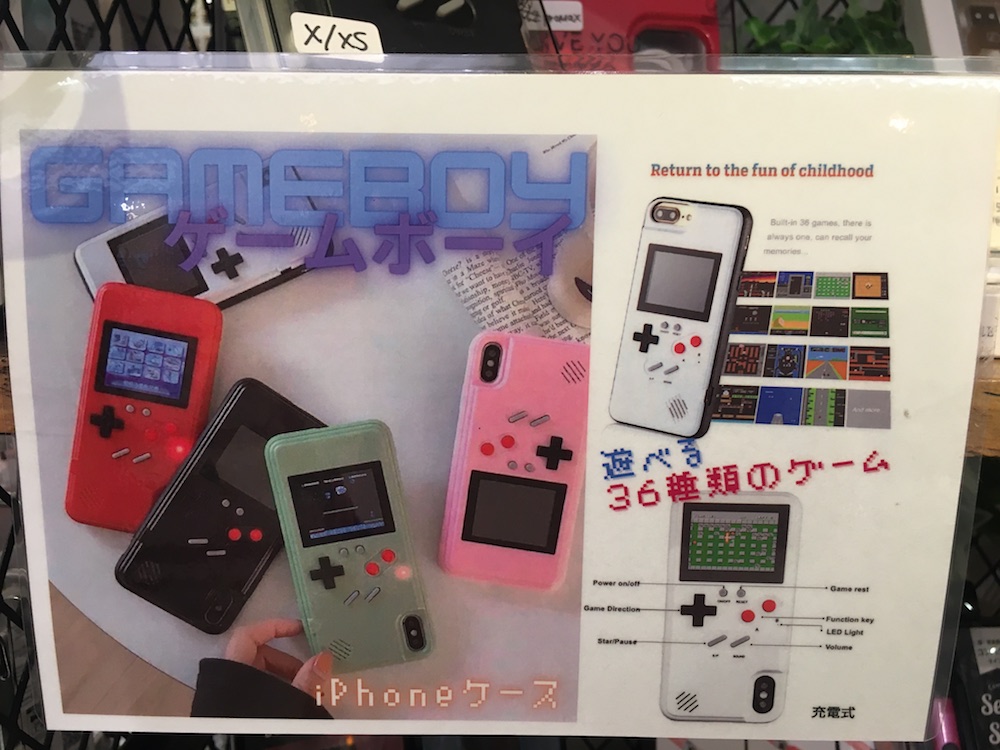 X/XS
GAMEBOY
ゲームボーイ
iPhoneケース
Return to the fun of childhood
Built-in 36 games, there is
always one, can recall your
memories...
遊べる
36種類のゲーム
Power on/off
Game rest
Game Direction
Function key
LED Light
Star/Pause
Volume
充電式